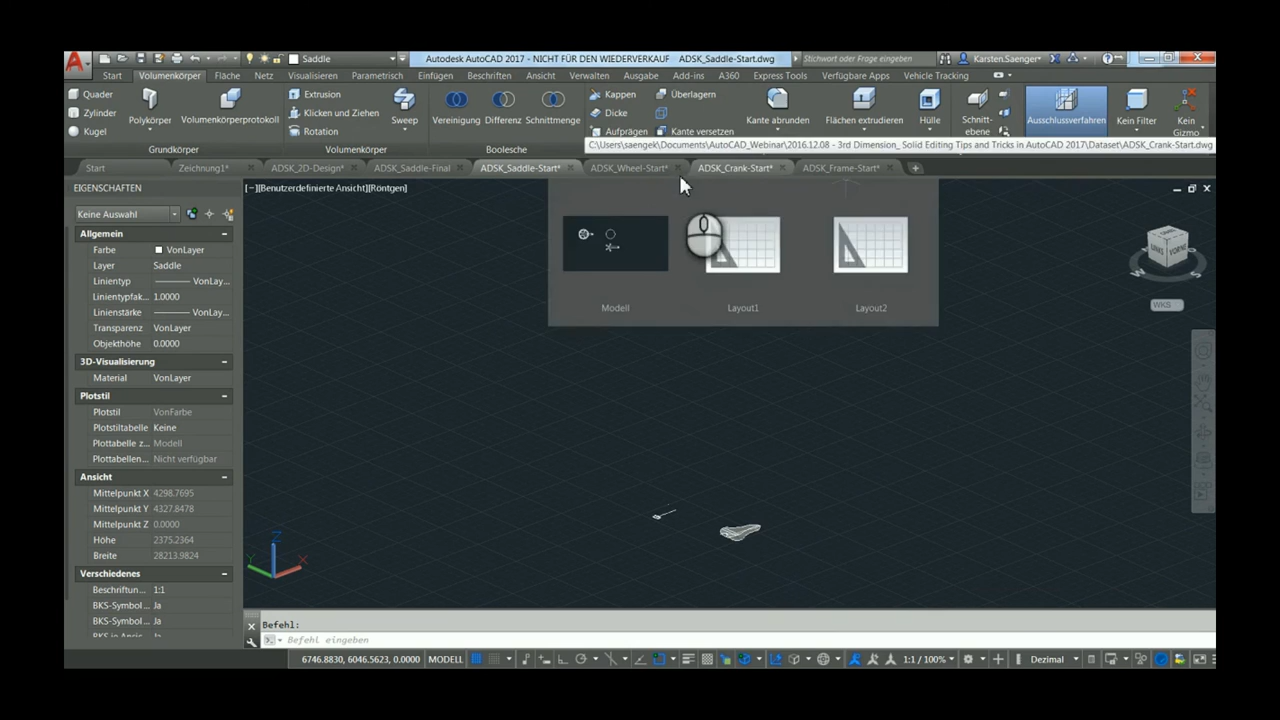 Saddle
Autodesk AutoCAD 2017 - NICHT FÜR DEN WIEDERVERKAUF ADSK_Saddle-Start.dwg
Stichwort oder Frage eingeben
Karsten.Saenger...
Start Volumenkörper Fläche Netz Visualisieren Parametrisch Einfügen Beschriften Ansicht Verwalten Ausgabe Add-ins A360 Express Tools Verfügbare Apps Vehicle Tracking
Quader
Zylinder
Kugel
Polykörper
Volumenkörperprotokoll
Grundkörper
Extrusion
Klicken und Ziehen
Rotation
Sweep
Volumenkörper
Vereinigung Differenz Schnittmenge
Boolesche
Kappen
Dicke
Aufprägen
Überlagern
Kante versetzen
Kante abrunden
Flächen extrudieren
Hülle
Schnitt-
ebene
Ausschlussverfahren
Kein Filter
Kein
Gizmo
C:\Users\saengek\Documents\AutoCAD_Webinar\2016.12.08 - 3rd Dimension_ Solid Editing Tips and Tricks in AutoCAD 2017\Dataset\ADSK_Crank-Start.dwg
Start Zeichnung1* ADSK_2D-Design* ADSK_Saddle-Final ADSK_Saddle-Start* ADSK_Wheel-Start* ADSK_Crank-Start* ADSK_Frame-Start*
EIGENSCHAFTEN
[−][Benutzerdefinierte Ansicht][Röntgen]
Keine Auswahl
Allgemein
Farbe VonLayer
Layer Saddle
Linientyp VonLay...
Linientypfak... 1.0000
Linienstärke VonLay...
Transparenz VonLayer
Objekthöhe 0.0000
3D-Visualisierung
Material VonLayer
Plotstil
Plotstil VonFarbe
Plotstiltabelle Keine
Plottabelle z... Modell
Plottabellen... Nicht verfügbar
Ansicht
Mittelpunkt X 4298.7695
Mittelpunkt Y 4327.8478
Mittelpunkt Z 0.0000
Höhe 2375.2364
Breite 28213.9824
Verschiedenes
Beschriftun... 1:1
BKS-Symbol ... Ja
BKS-Symbol ... Ja
BKS in Ansic... Ja
Modell Layout1 Layout2
LINKS VORNE
WKS
Z
Y
X
Befehl:
Befehl eingeben
6746.8830, 6046.5623, 0.0000 MODELL
1:1 / 100%
Dezimal